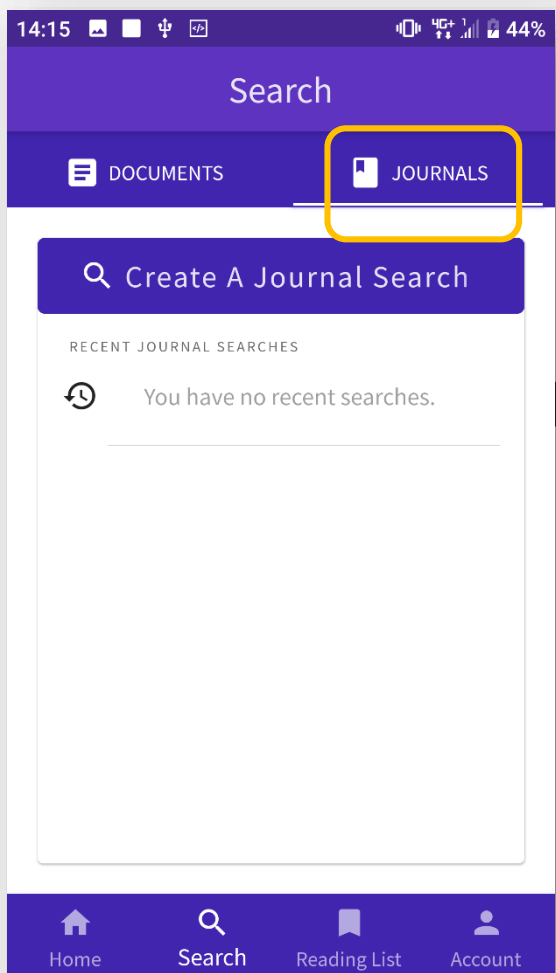 14:15 4G+ 44%
Search
DOCUMENTS JOURNALS
Create A Journal Search
RECENT JOURNAL SEARCHES
You have no recent searches.
Home Search Reading List Account